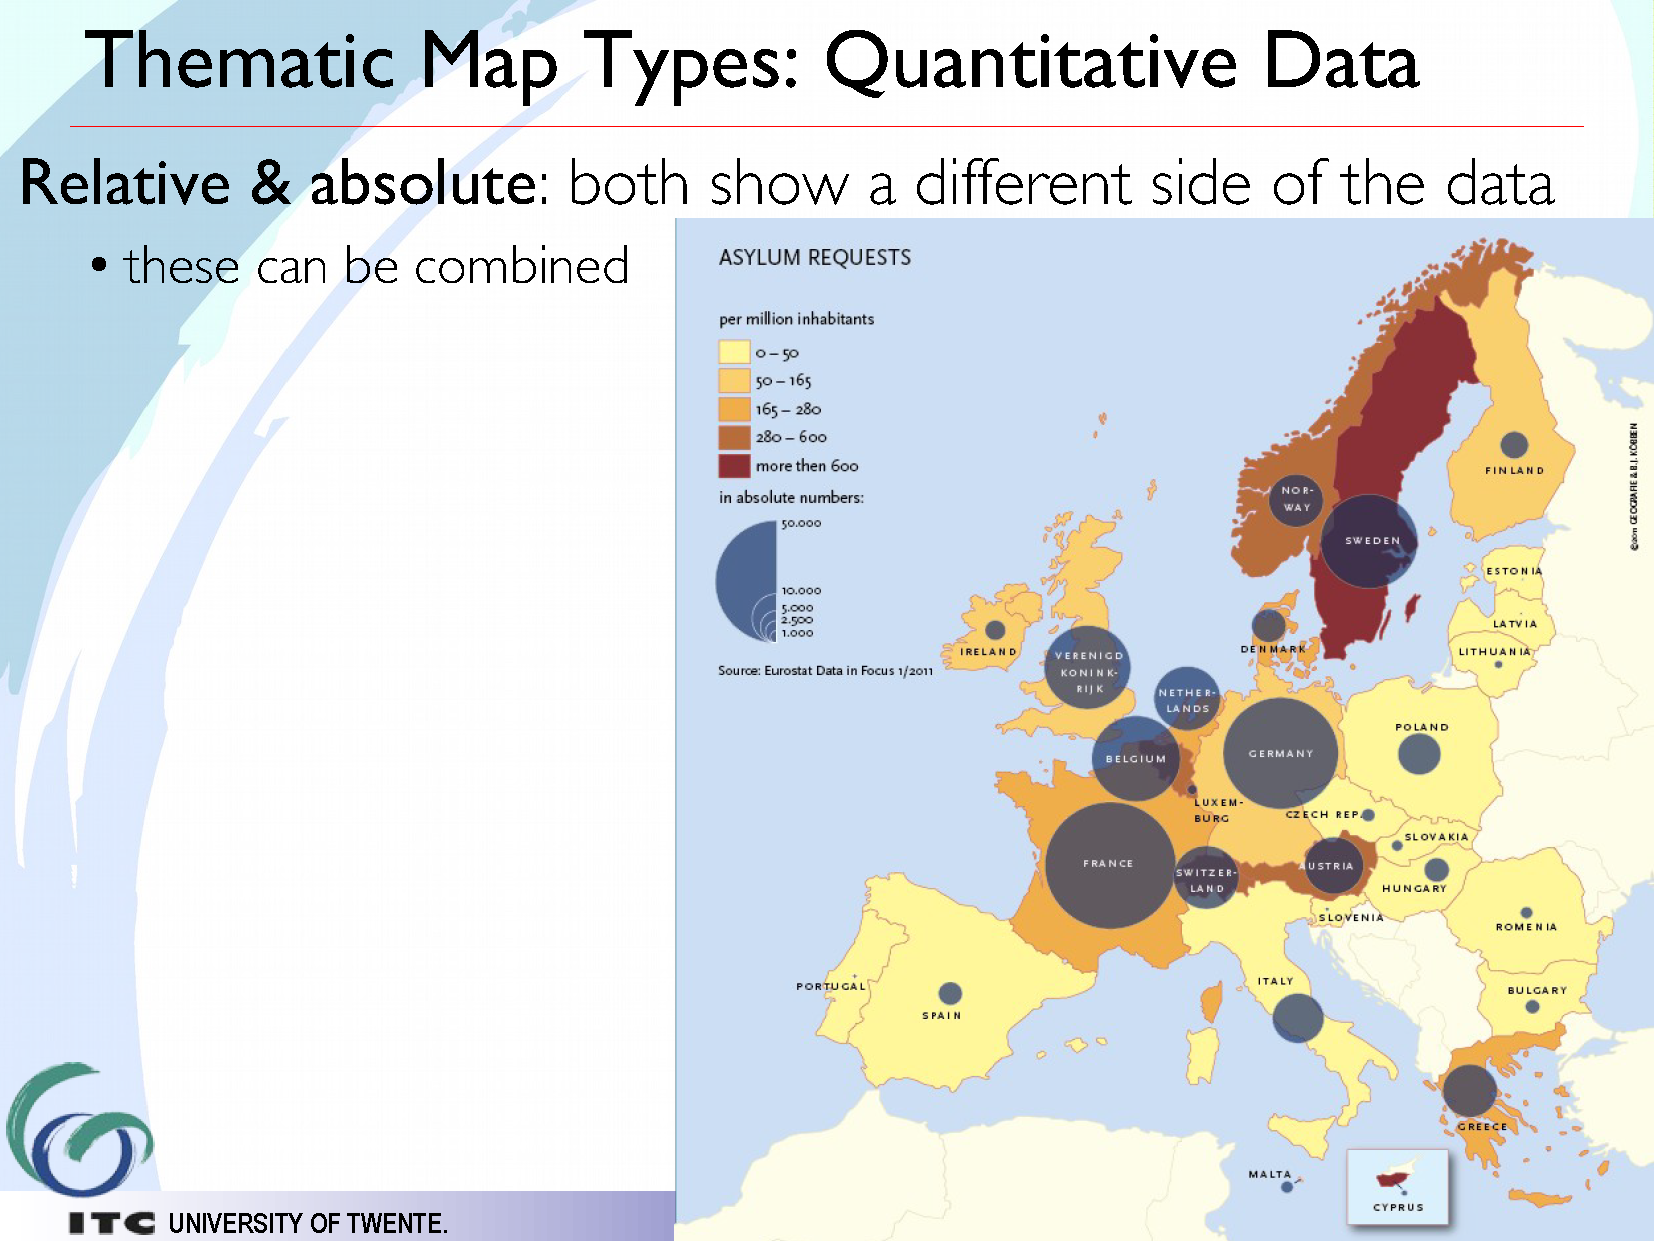 Thematic Map Types: Quantitative Data
Relative & absolute: both show a different side of the data
• these can be combined
ASYLUM REQUESTS
per million inhabitants
0 – 50
50 – 165
165 – 280
280 – 600
more then 600
in absolute numbers:
50.000
10.000
5.000
2.500
1.000
Source: Eurostat Data in Focus 1/2011
©2011 GEOGRAFIE & B.J. KÖBBEN
FINLAND
NOR-
WAY
SWEDEN
ESTONIA
LATVIA
LITHUANIA
DENMARK
IRELAND
VERENIGD
KONINK-
RIJK
NETHER-
LANDS
POLAND
GERMANY
BELGIUM
LUXEM-
BURG
CZECH REP.
SLOVAKIA
FRANCE
SWITZER-
LAND
AUSTRIA
HUNGARY
SLOVENIA
ROMENIA
PORTUGAL
SPAIN
ITALY
BULGARY
GREECE
MALTA
CYPRUS
ITC UNIVERSITY OF TWENTE.